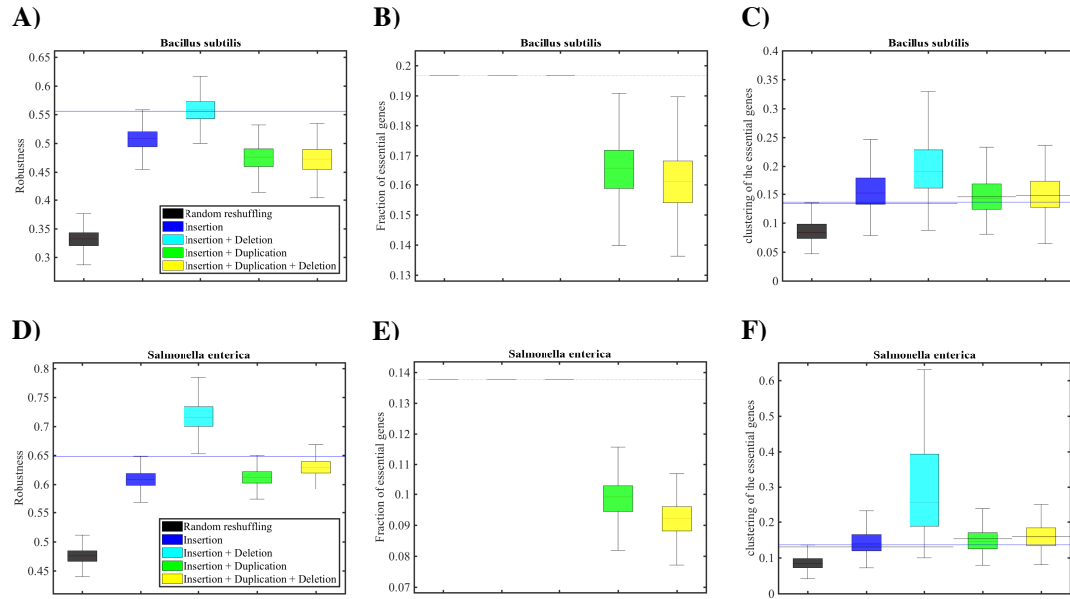 A)
Bacillus subtilis
Robustness
0.65
0.6
0.55
0.5
0.45
0.4
0.35
0.3
Random reshuffling
Insertion
Insertion + Deletion
Insertion + Duplication
Insertion + Duplication + Deletion
B)
Bacillus subtilis
Fraction of essential genes
0.2
0.19
0.18
0.17
0.16
0.15
0.14
0.13
C)
Bacillus subtilis
clustering of the essential genes
0.4
0.35
0.3
0.25
0.2
0.15
0.1
0.05
0
D)
Salmonella enterica
Robustness
0.8
0.75
0.7
0.65
0.6
0.55
0.5
0.45
Random reshuffling
Insertion
Insertion + Deletion
Insertion + Duplication
Insertion + Duplication + Deletion
E)
Salmonella enterica
Fraction of essential genes
0.14
0.13
0.12
0.11
0.1
0.09
0.08
0.07
F)
Salmonella enterica
clustering of the essential genes
0.6
0.5
0.4
0.3
0.2
0.1
0